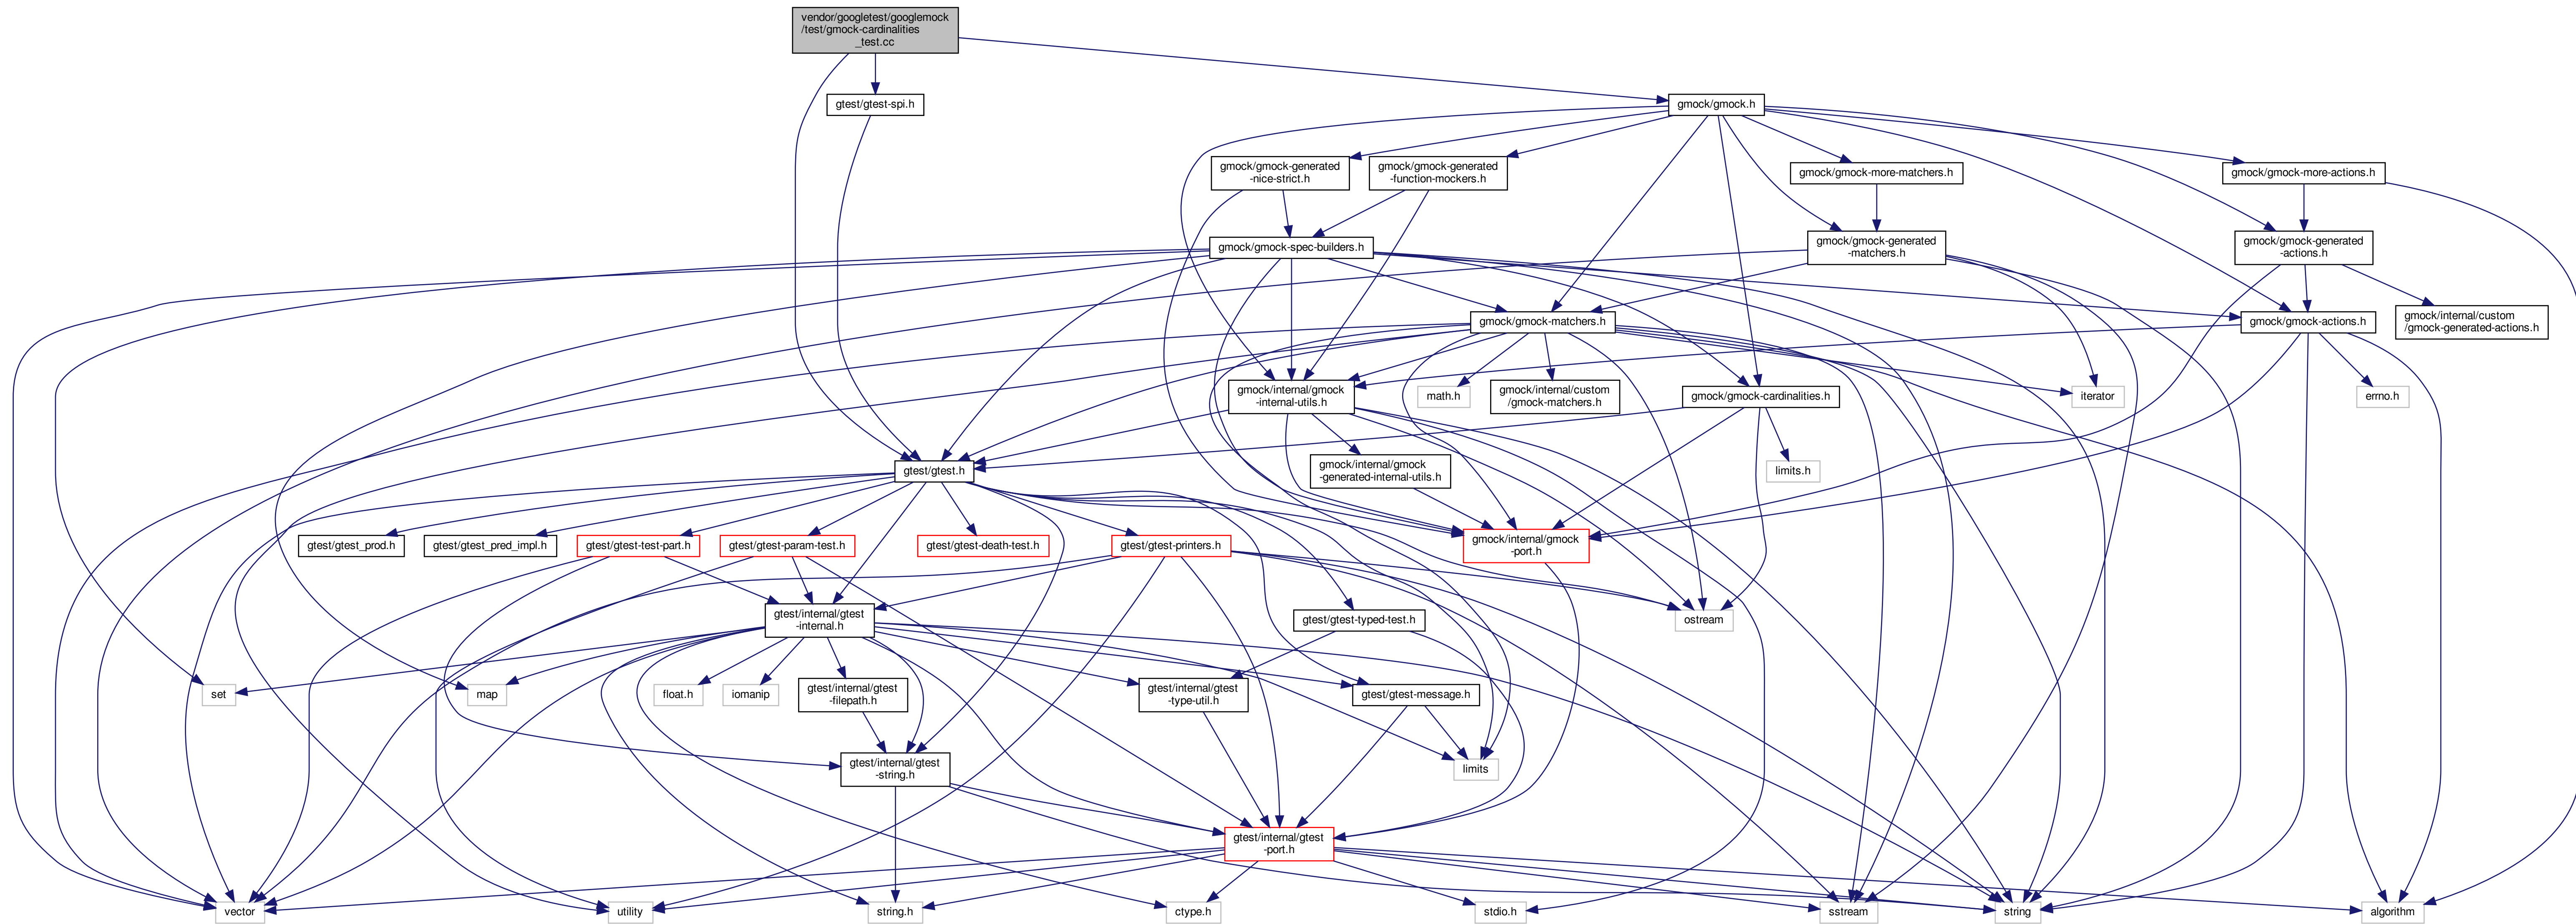 vendor/googletest/googlemock
/test/gmock-cardinalities
_test.cc
gtest/gtest-spi.h
gmock/gmock.h
gmock/gmock-generated
-nice-strict.h
gmock/gmock-generated
-function-mockers.h
gmock/gmock-more-matchers.h
gmock/gmock-more-actions.h
gmock/gmock-spec-builders.h
gmock/gmock-generated
-matchers.h
gmock/gmock-generated
-actions.h
gmock/gmock-matchers.h
gmock/gmock-actions.h
gmock/internal/custom
/gmock-generated-actions.h
gmock/internal/gmock
-internal-utils.h
math.h
gmock/internal/custom
/gmock-matchers.h
gmock/gmock-cardinalities.h
iterator
errno.h
gtest/gtest.h
gmock/internal/gmock
-generated-internal-utils.h
limits.h
gtest/gtest_prod.h
gtest/gtest_pred_impl.h
gtest/gtest-test-part.h
gtest/gtest-param-test.h
gtest/gtest-death-test.h
gtest/gtest-printers.h
gmock/internal/gmock
-port.h
gtest/internal/gtest
-internal.h
gtest/gtest-typed-test.h
ostream
set
map
float.h
iomanip
gtest/internal/gtest
-filepath.h
gtest/internal/gtest
-type-util.h
gtest/gtest-message.h
gtest/internal/gtest
-string.h
limits
gtest/internal/gtest
-port.h
vector
utility
string.h
ctype.h
stdio.h
sstream
string
algorithm